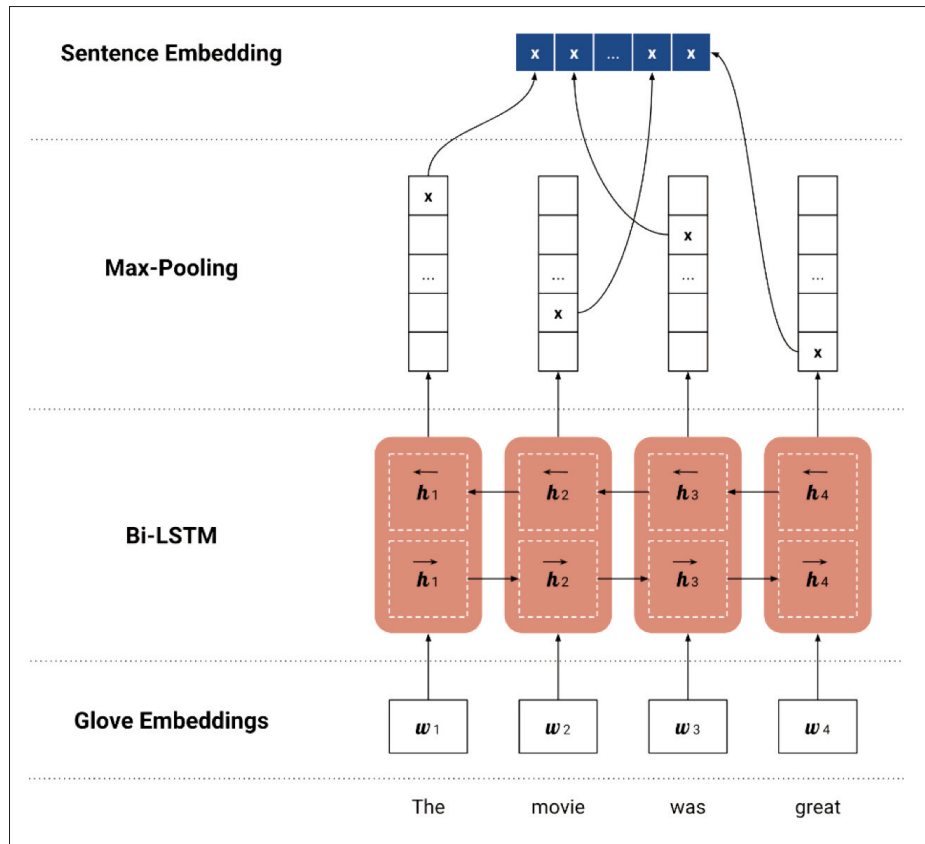 Sentence Embedding
x x ... x x
Max-Pooling
x
x
... ... ... ...
x
x
Bi-LSTM
←h1 ←h2 ←h3 ←h4
→h1 →h2 →h3 →h4
Glove Embeddings
w1 w2 w3 w4
The movie was great